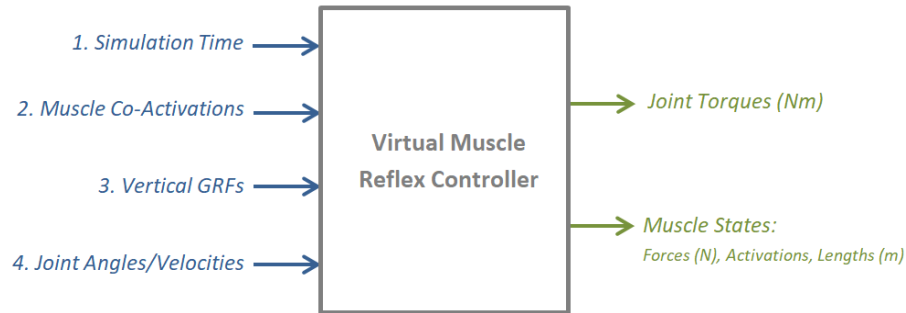 1. Simulation Time
2. Muscle Co-Activations
3. Vertical GRFs
4. Joint Angles/Velocities
Virtual Muscle
Reflex Controller
Joint Torques (Nm)
Muscle States:
Forces (N), Activations, Lengths (m)